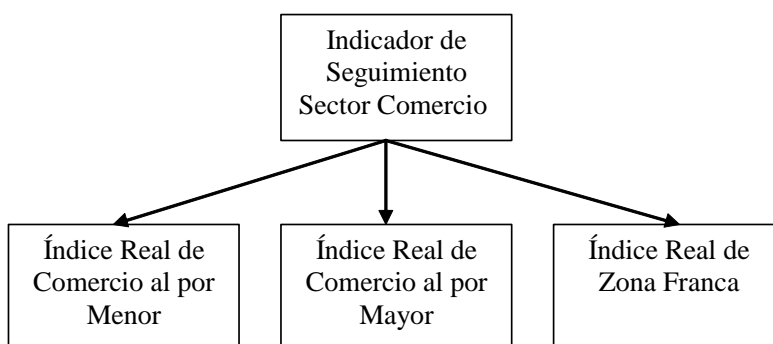 Indicador de
Seguimiento
Sector Comercio
Índice Real de
Comercio al por
Menor
Índice Real de
Comercio al por
Mayor
Índice Real de
Zona Franca